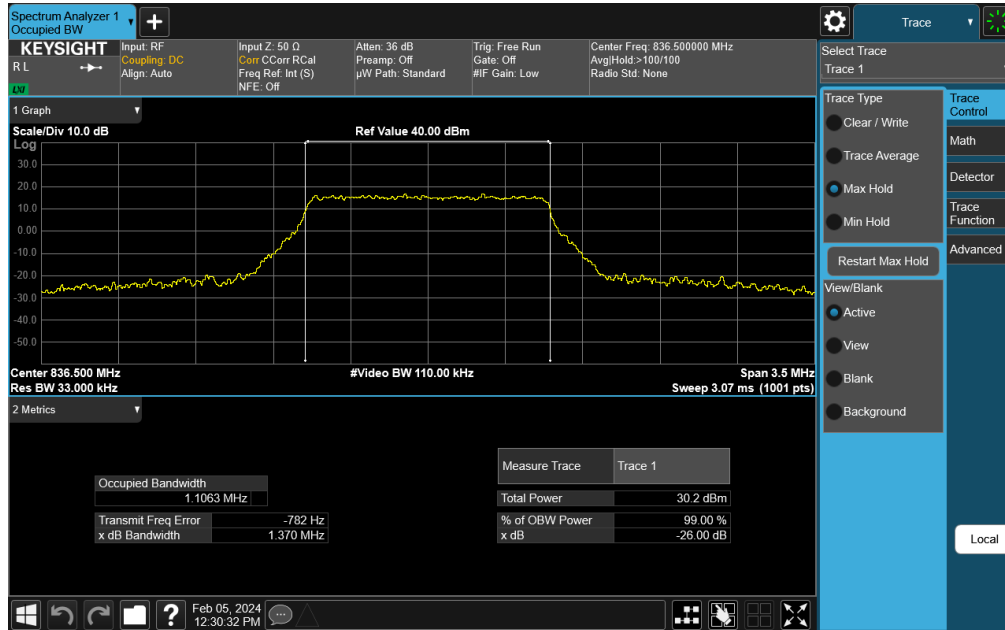 Spectrum Analyzer 1
Occupied BW
Trace
KEYSIGHT
R L
LXI
Input: RF
Coupling: DC
Align: Auto
Input Z: 50 Ω
Corr CCorr RCal
Freq Ref: Int (S)
NFE: Off
Atten: 36 dB
Preamp: Off
µW Path: Standard
Trig: Free Run
Gate: Off
#IF Gain: Low
Center Freq: 836.500000 MHz
Avg|Hold:>100/100
Radio Std: None
Select Trace
Trace 1
1 Graph
Scale/Div 10.0 dB
Ref Value 40.00 dBm
Log
30.0
20.0
10.0
0.00
-10.0
-20.0
-30.0
-40.0
-50.0
Center 836.500 MHz
#Video BW 110.00 kHz
Span 3.5 MHz
Res BW 33.000 kHz
Sweep 3.07 ms (1001 pts)
2 Metrics
Occupied Bandwidth
1.1063 MHz
Transmit Freq Error -782 Hz
x dB Bandwidth 1.370 MHz
Measure Trace Trace 1
Total Power 30.2 dBm
% of OBW Power 99.00 %
x dB -26.00 dB
Trace Type
Clear / Write
Trace Average
Max Hold
Min Hold
Restart Max Hold
View/Blank
Active
View
Blank
Background
Trace
Control
Math
Detector
Trace
Function
Advanced
Local
?
Feb 05, 2024
12:30:32 PM